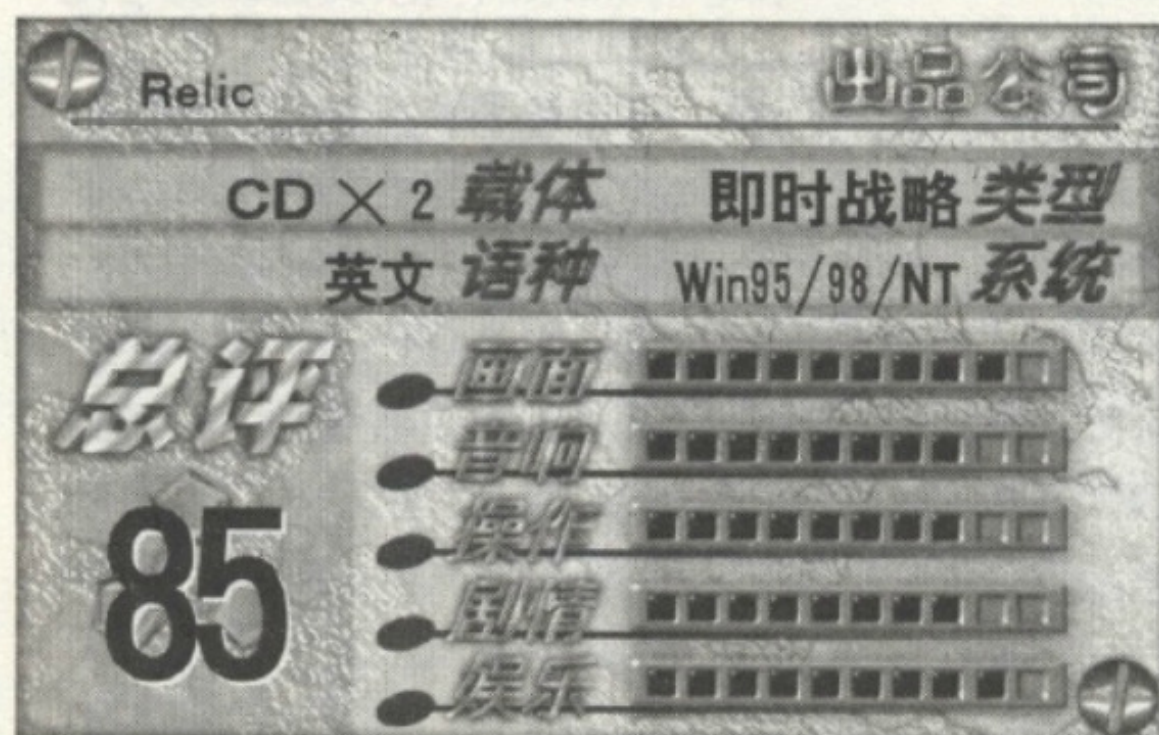 Relic 出品公司
CD × 2 载体 即时战略 类型
英文 语种 Win95/98/NT 系统
总评
85
画面
音响
操作
剧情
娱乐